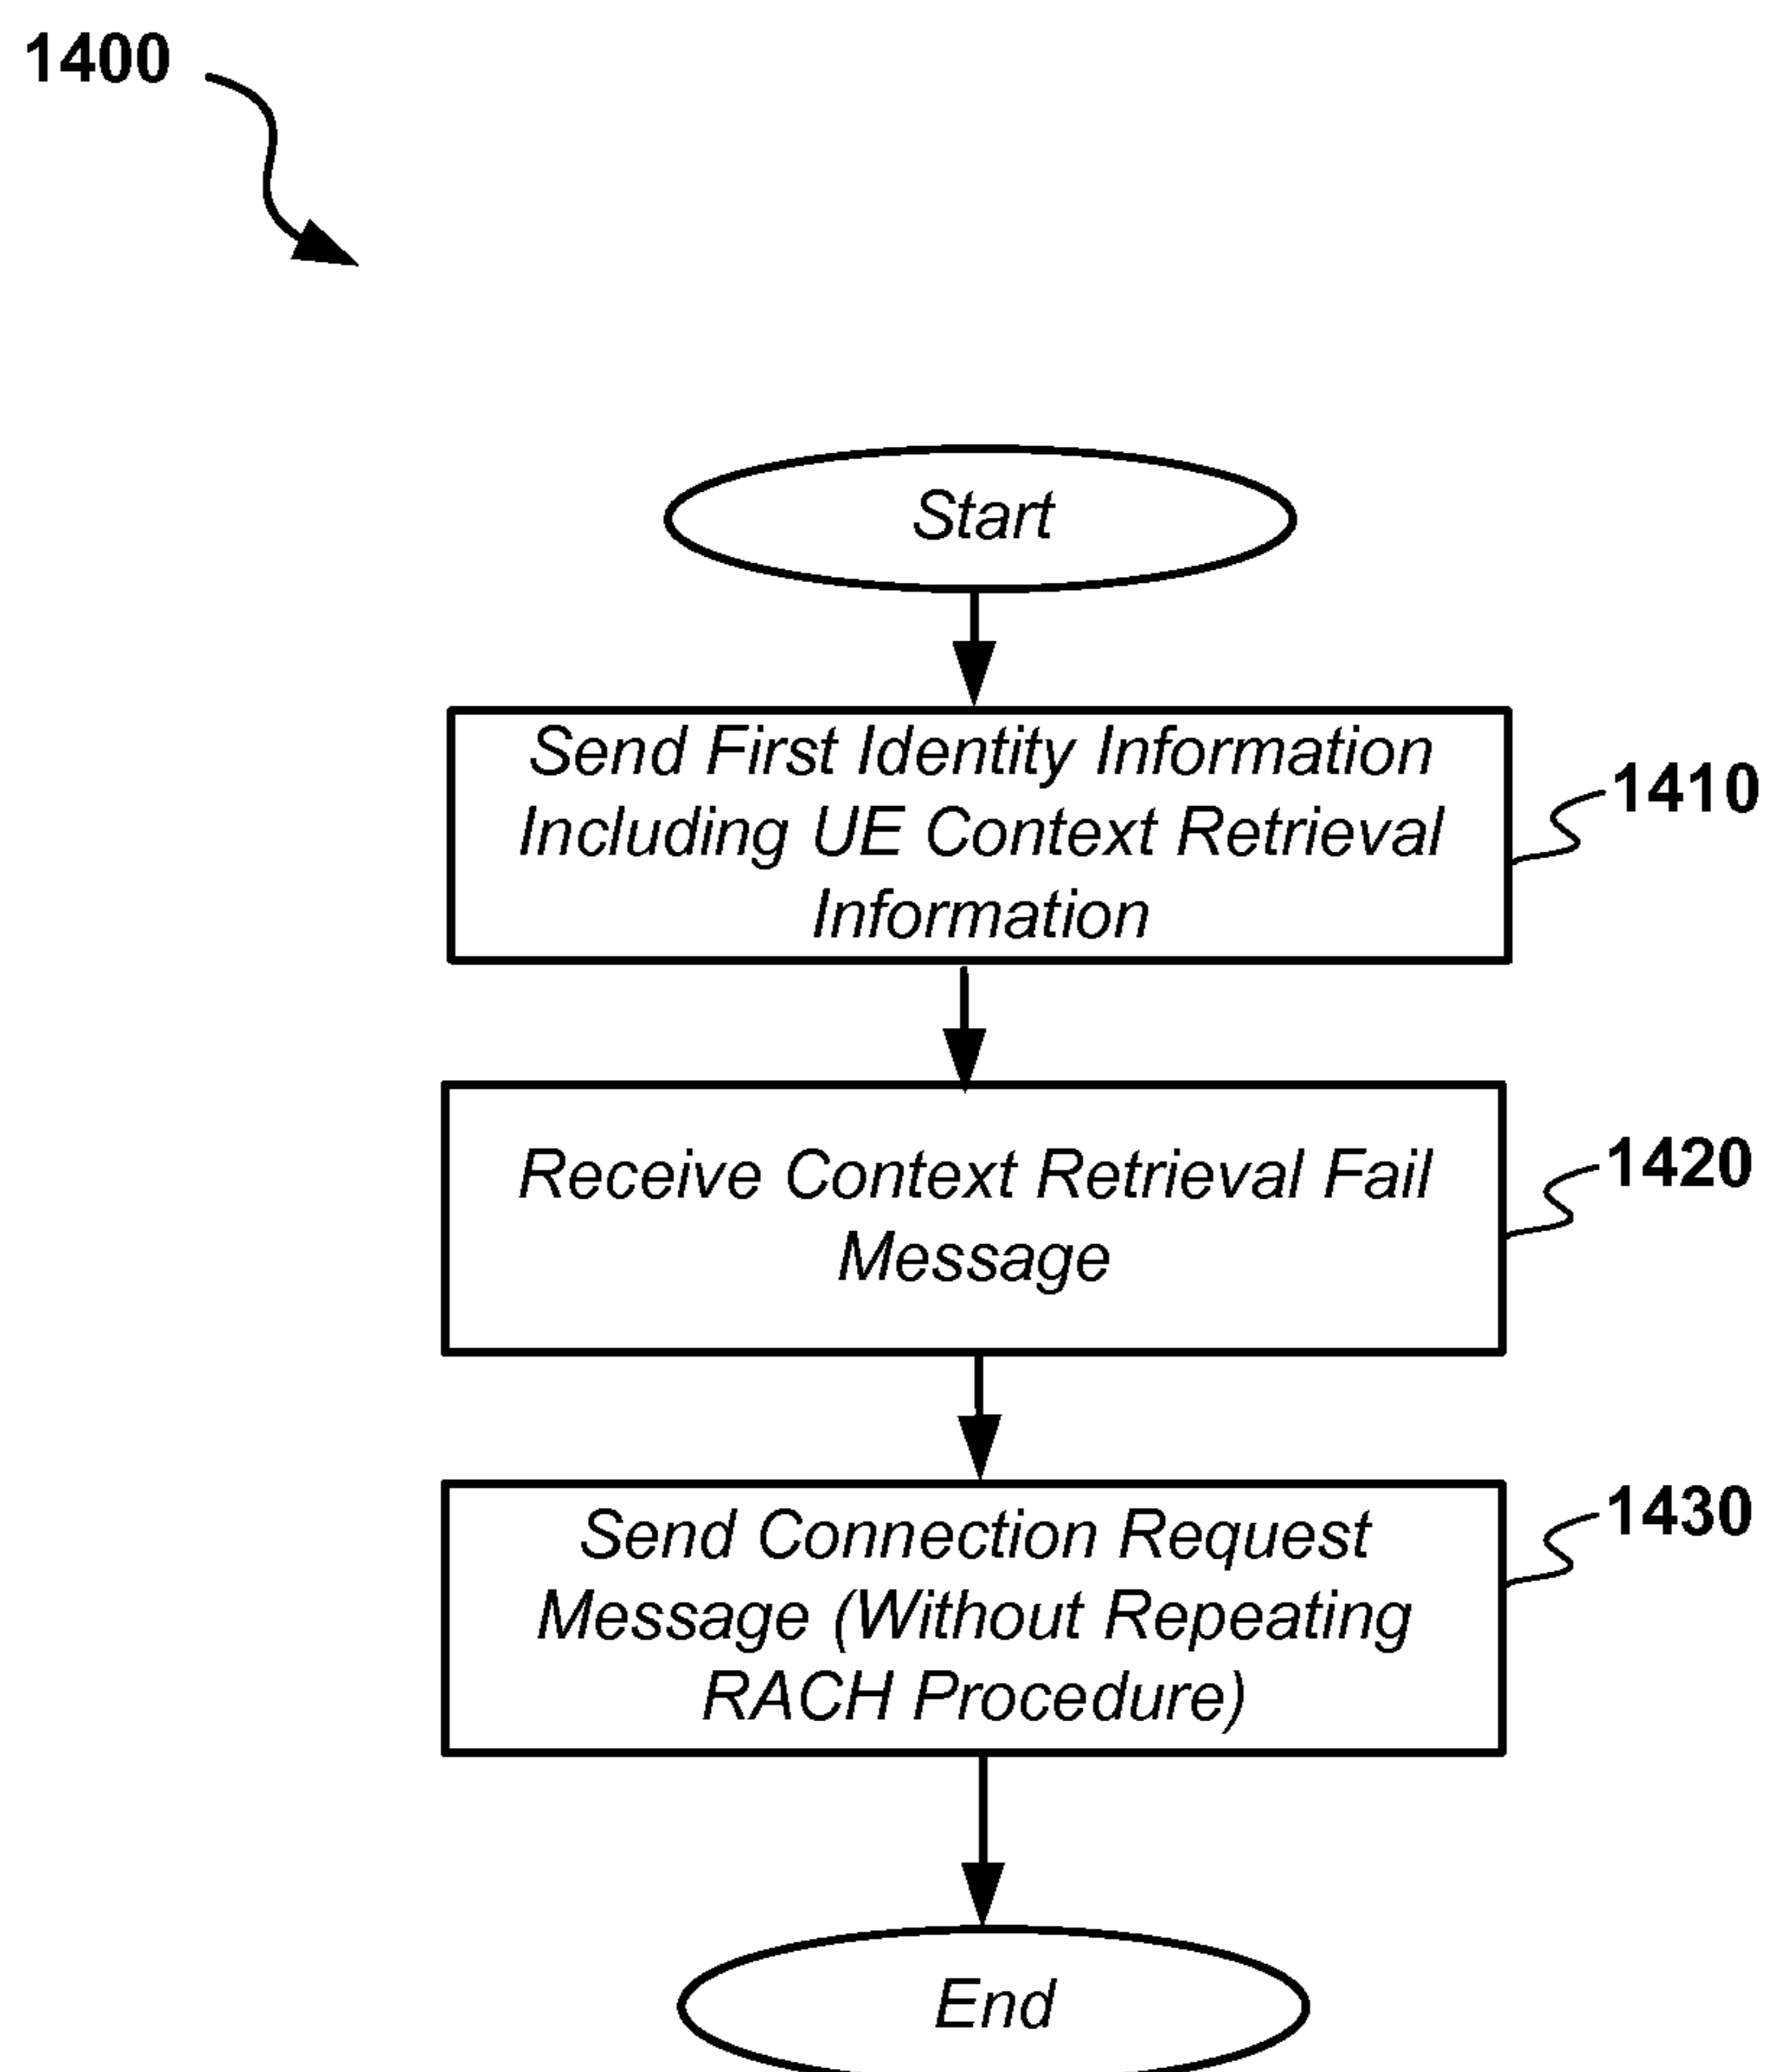 1400
Start
Send First Identity Information
Including UE Context Retrieval
Information
1410
Receive Context Retrieval Fail
Message
1420
Send Connection Request
Message (Without Repeating
RACH Procedure)
1430
End